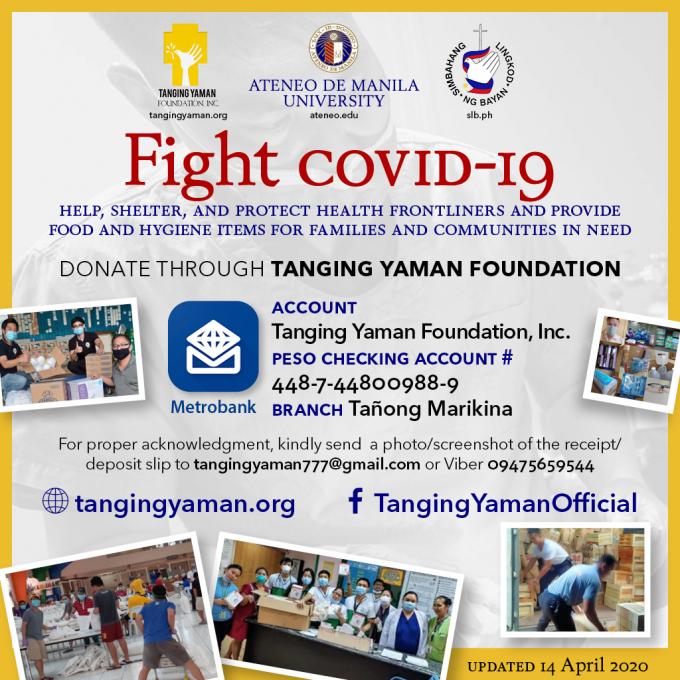 TANGING YAMAN
FOUNDATION, INC.
tangingyaman.org
ATENEO DE MANILA
UNIVERSITY
ateneo.edu
SIMBAHANG LINGKOD
NG BAYAN
slb.ph
Fight COVID-19
HELP, SHELTER, AND PROTECT HEALTH FRONTLINERS AND PROVIDE
FOOD AND HYGIENE ITEMS FOR FAMILIES AND COMMUNITIES IN NEED
DONATE THROUGH TANGING YAMAN FOUNDATION
Metrobank
ACCOUNT
Tanging Yaman Foundation, Inc.
PESO CHECKING ACCOUNT #
448-7-44800988-9
BRANCH Tañong Marikina
For proper acknowledgment, kindly send a photo/screenshot of the receipt/
deposit slip to tangingyaman777@gmail.com or Viber 09475659544
tangingyaman.org
f TangingYamanOfficial
UPDATED 14 April 2020